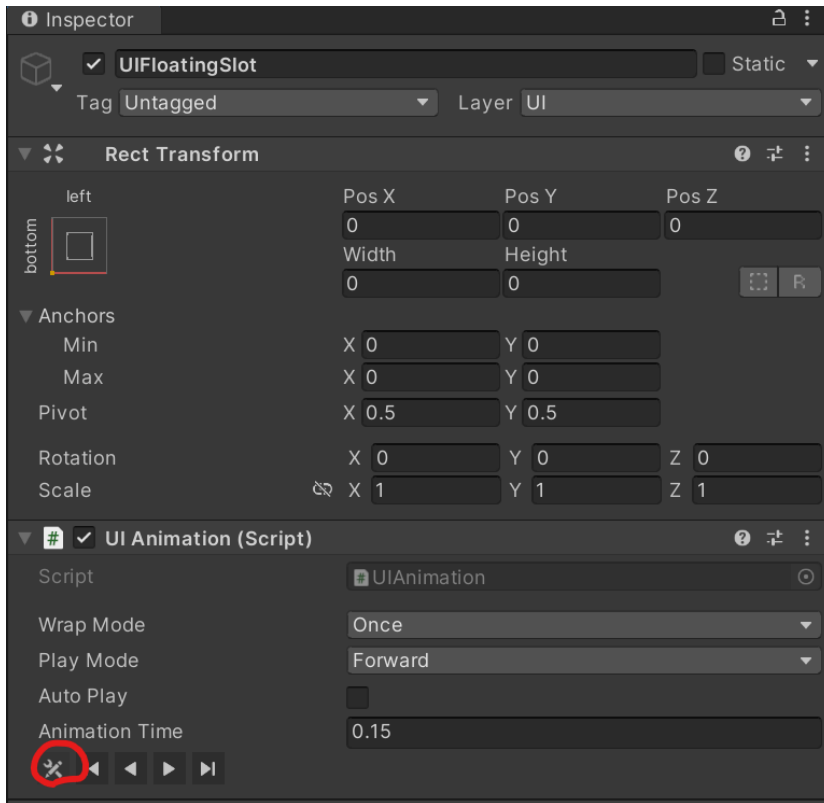 Inspector
UIFloatingSlot Static
Tag Untagged Layer UI
Rect Transform
left Pos X Pos Y Pos Z
bottom 0 0 0
Width Height
0 0 R
Anchors
Min X 0 Y 0
Max X 0 Y 0
Pivot X 0.5 Y 0.5
Rotation X 0 Y 0 Z 0
Scale X 1 Y 1 Z 1
# UI Animation (Script)
Script # UIAnimation
Wrap Mode Once
Play Mode Forward
Auto Play
Animation Time 0.15